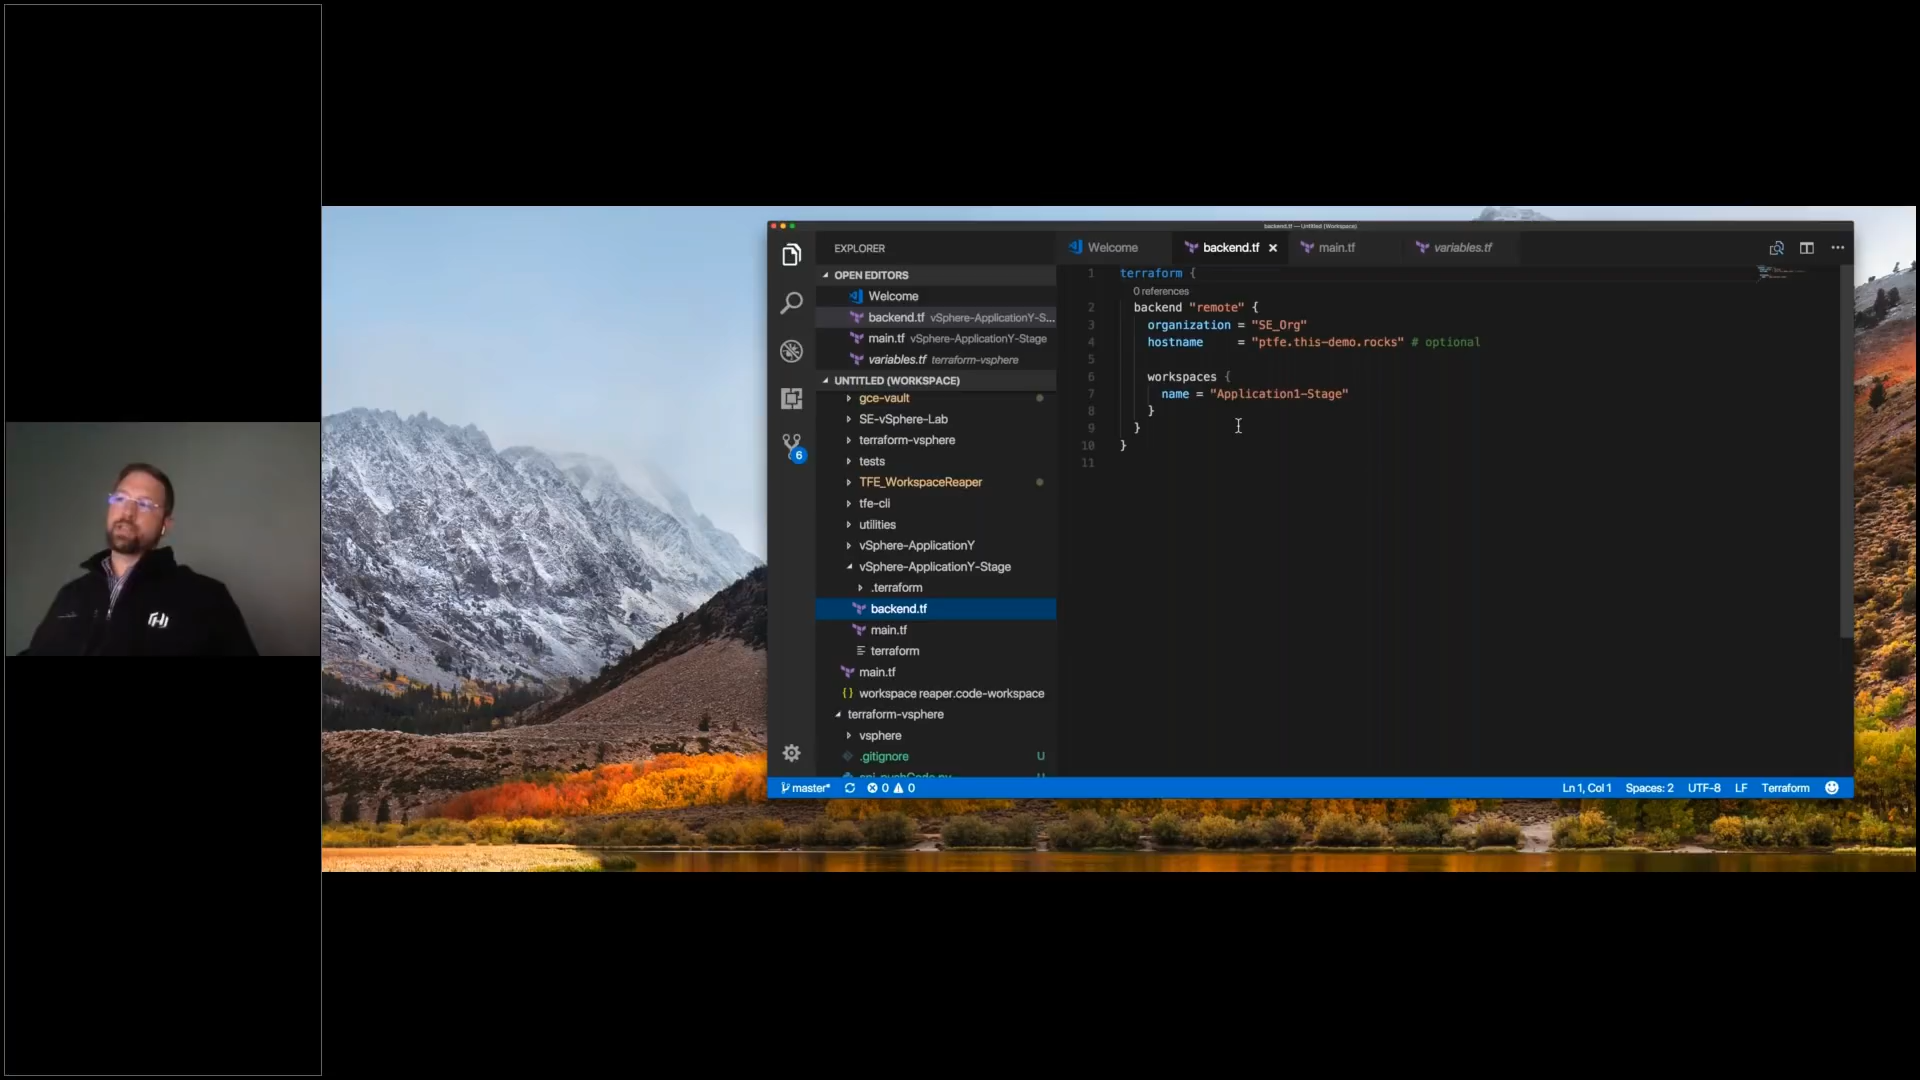 backend.tf — Untitled (Workspace)
EXPLORER
OPEN EDITORS
Welcome
backend.tf vSphere-ApplicationY-S...
main.tf vSphere-ApplicationY-Stage
variables.tf terraform-vsphere
UNTITLED (WORKSPACE)
gce-vault
SE-vSphere-Lab
terraform-vsphere
tests
TFE_WorkspaceReaper
tfe-cli
utilities
vSphere-ApplicationY
vSphere-ApplicationY-Stage
.terraform
backend.tf
main.tf
terraform
main.tf
{} workspace reaper.code-workspace
terraform-vsphere
vsphere
.gitignore U
6
Welcome
backend.tf ×
main.tf
variables.tf
1 terraform {
0 references
2 backend "remote" {
3 organization = "SE_Org"
4 hostname = "ptfe.this-demo.rocks" # optional
5
6 workspaces {
7 name = "Application1-Stage"
8 }
9 }
10 }
11
master* 0 0
Ln 1, Col 1 Spaces: 2 UTF-8 LF Terraform